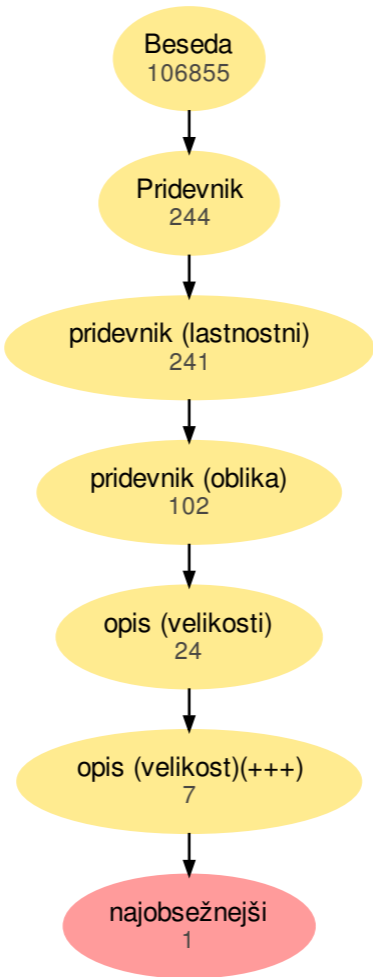 Beseda
106855
Pridevnik
244
pridevnik (lastnostni)
241
pridevnik (oblika)
102
opis (velikosti)
24
opis (velikost)(+++)
7
najobsežnejši
1